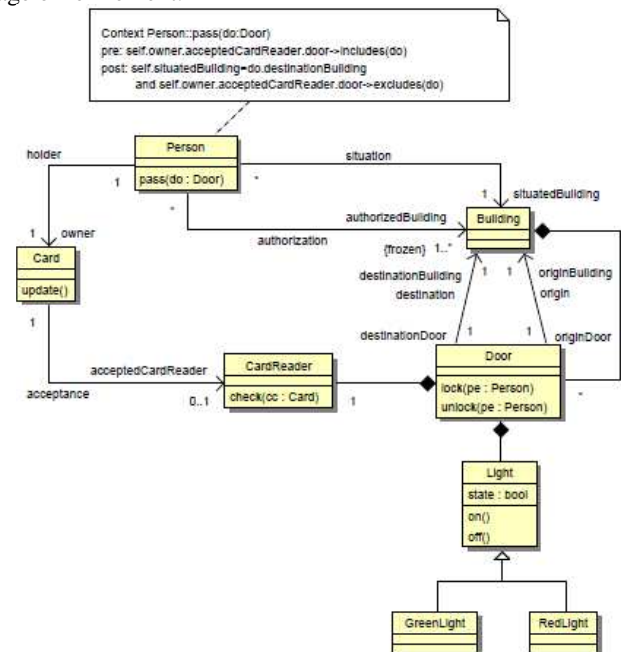 Context Person::pass(do:Door)
pre: self.owner.acceptedCardReader.door->includes(do)
post: self.situatedBuilding=do.destinationBuilding
and self.owner.acceptedCardReader.door->excludes(do)
Person
pass(do : Door)
holder
1
situation
*
1
situatedBuilding
*
authorization
authorizedBuilding
{frozen} 1..*
Building
1
owner
Card
update()
1
acceptance
acceptedCardReader
0..1
CardReader
check(cc : Card)
1
destinationBuilding
destination
1
1
originBuilding
origin
destinationDoor
1
1
originDoor
Door
lock(pe : Person)
unlock(pe : Person)
*
Light
state : bool
on()
off()
GreenLight
RedLight